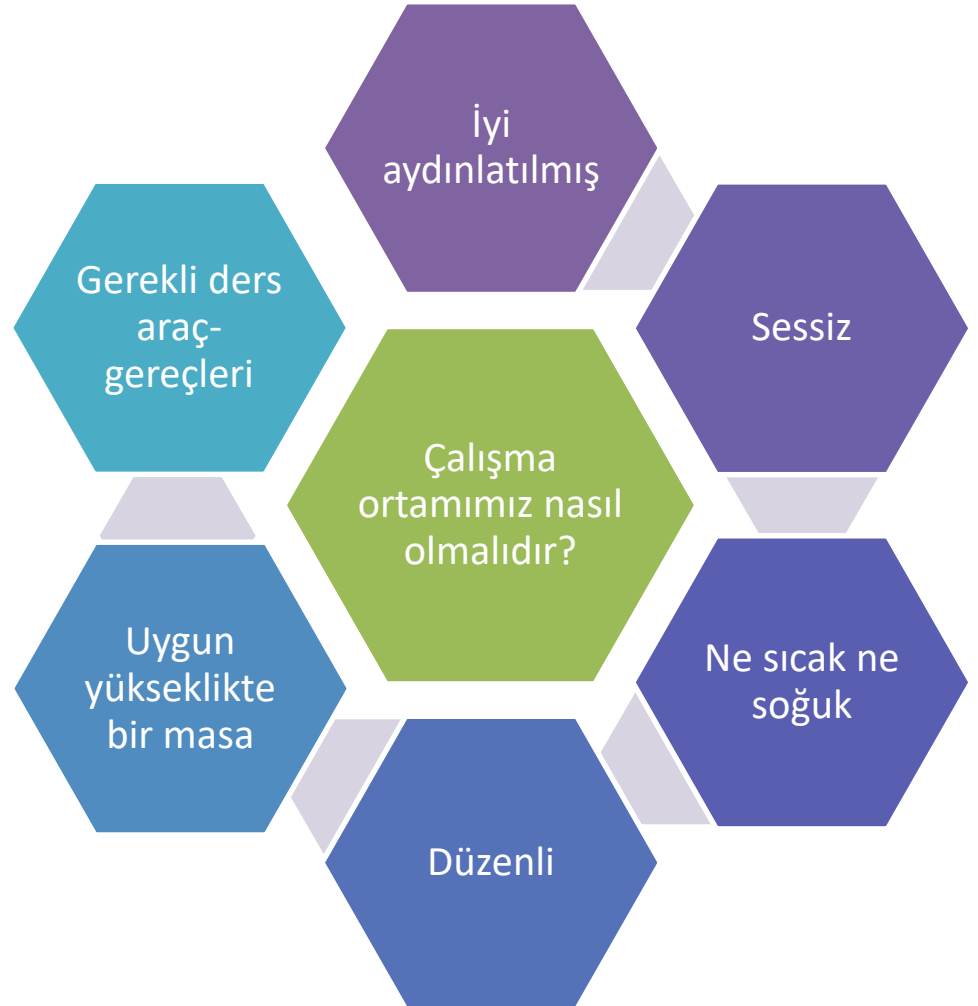 İyi
aydınlatılmış
Sessiz
Ne sıcak ne
soğuk
Düzenli
Uygun
yükseklikte
bir masa
Gerekli ders
araç-
gereçleri
Çalışma
ortamımız nasıl
olmalıdır?